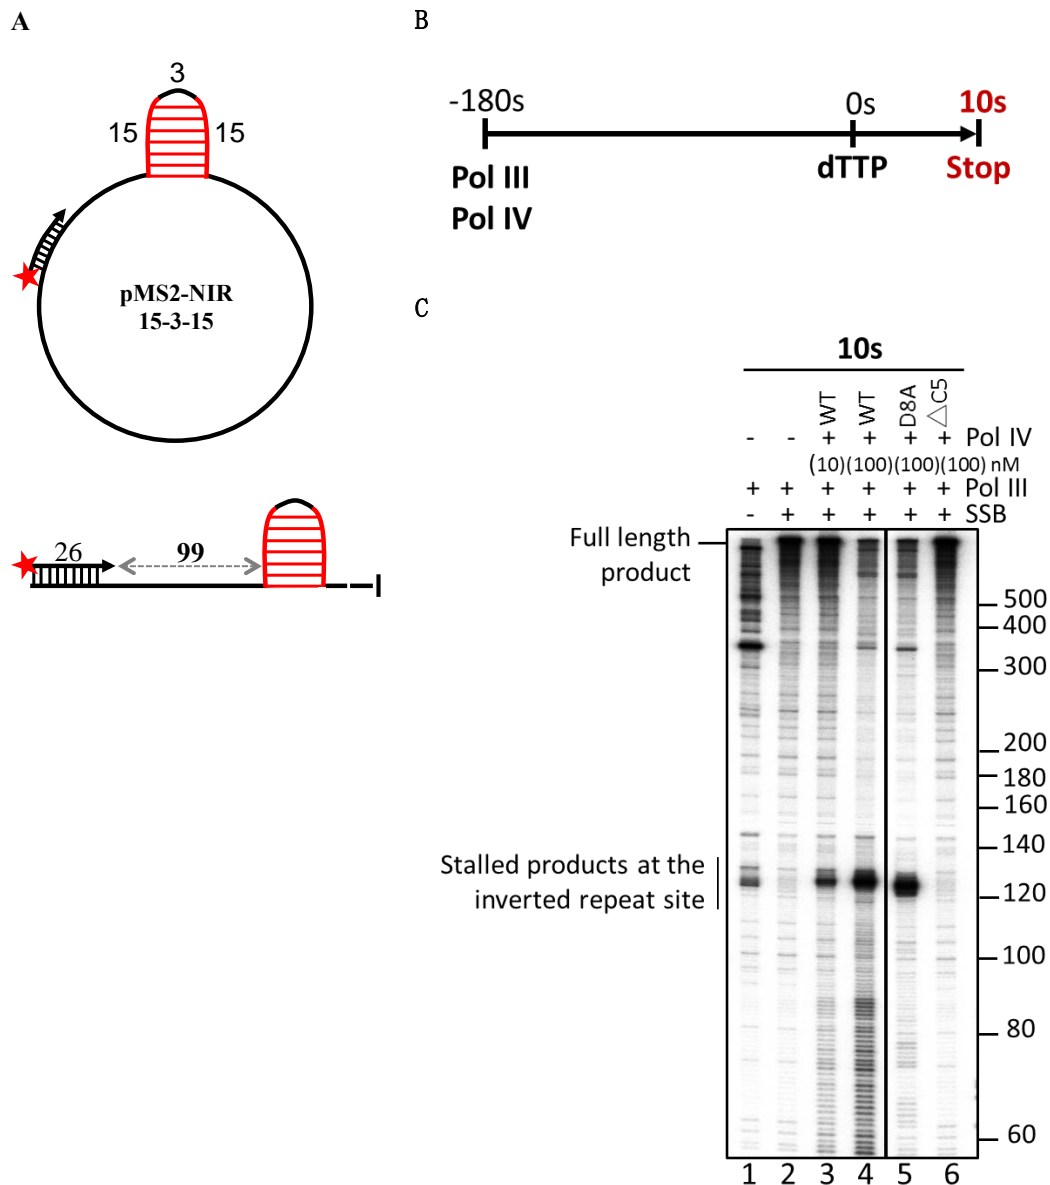 A
3
15 15
pMS2-NIR
15-3-15
26 99
B
-180s 0s 10s
Pol III dTTP Stop
Pol IV
C
10s
WT WT D8A △C5
- - + + + + Pol IV
(10)(100)(100)(100) nM
+ + + + + + Pol III
- + + + + + SSB
Full length
product
500
400
300
200
180
160
140
Stalled products at the
inverted repeat site
120
100
80
60
1 2 3 4 5 6